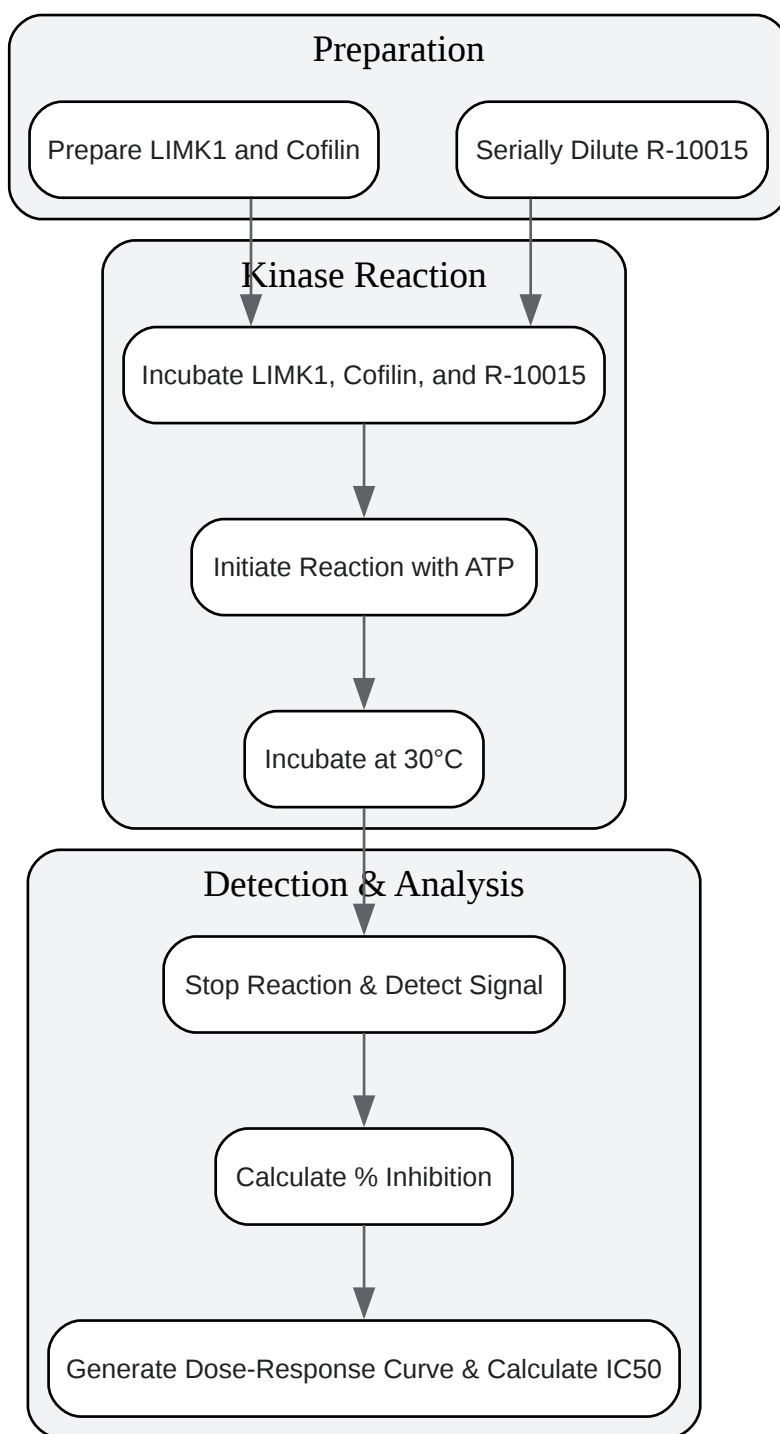 Preparation
Prepare LIMK1 and Cofilin
Serially Dilute R-10015
Kinase Reaction
Incubate LIMK1, Cofilin, and R-10015
Initiate Reaction with ATP
Incubate at 30°C
Detection & Analysis
Stop Reaction & Detect Signal
Calculate % Inhibition
Generate Dose-Response Curve & Calculate IC50